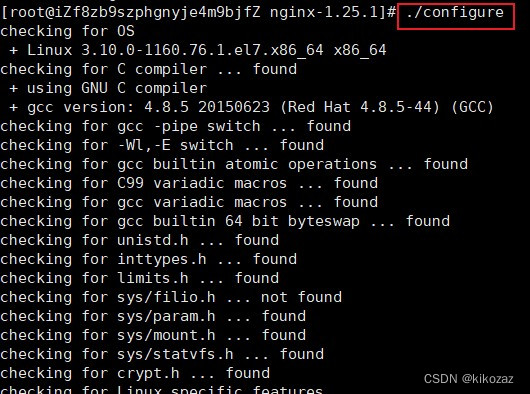 [root@iZf8zb9szphgnyje4m9bjfZ nginx-1.25.1]# ./configure
checking for OS
 + Linux 3.10.0-1160.76.1.el7.x86_64 x86_64
checking for C compiler ... found
 + using GNU C compiler
 + gcc version: 4.8.5 20150623 (Red Hat 4.8.5-44) (GCC)
checking for gcc -pipe switch ... found
checking for -Wl,-E switch ... found
checking for gcc builtin atomic operations ... found
checking for C99 variadic macros ... found
checking for gcc variadic macros ... found
checking for gcc builtin 64 bit byteswap ... found
checking for unistd.h ... found
checking for inttypes.h ... found
checking for limits.h ... found
checking for sys/filio.h ... not found
checking for sys/param.h ... found
checking for sys/mount.h ... found
checking for sys/statvfs.h ... found
checking for crypt.h ... found
checking for Linux specific features
CSDN @kikozaz